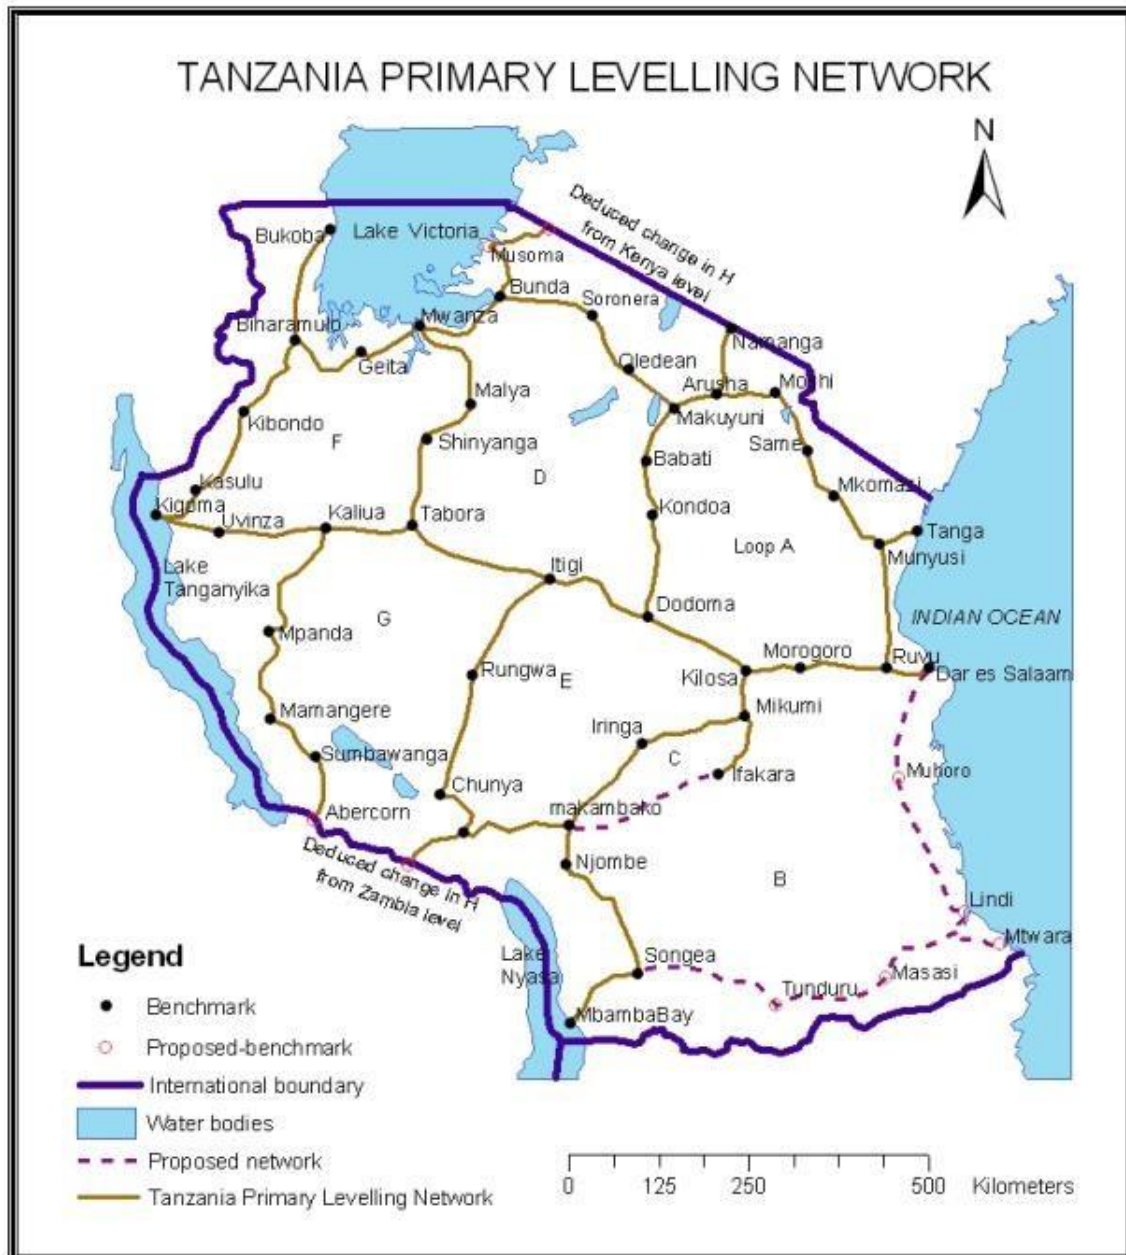 TANZANIA PRIMARY LEVELLING NETWORK
N
Deduced change in H
from Kenya level
Bukoba
Lake Victoria
Musoma
Bunda
Soronera
Mwanza
Biharamulo
Namanga
Geita
Oledean
Arusha
Moshi
Malya
Makuyuni
Kibondo
F
Shinyanga
Same
Babati
D
Kasulu
Mkomazi
Kigoma
Kaliua
Tabora
Kondoa
Uvinza
Tanga
Loop A
Munyusi
Lake
Tanganyika
Itigi
Dodoma
INDIAN OCEAN
G
Mpanda
Morogoro
Ruvu
Rungwa
E
Kilosa
Dar es Salaam
Mamangere
Iringa
Mikumi
Sumbawanga
C
Ifakara
Muhoro
Chunya
Abercorn
makambako
Deduced change in H
from Zambia level
Njombe
B
Lindi
Mtwara
Lake
Nyasa
Songea
Masasi
Tunduru
MbambaBay
Legend
Benchmark
Proposed-benchmark
International boundary
Water bodies
Proposed network
Tanzania Primary Levelling Network
0 125 250 500 Kilometers